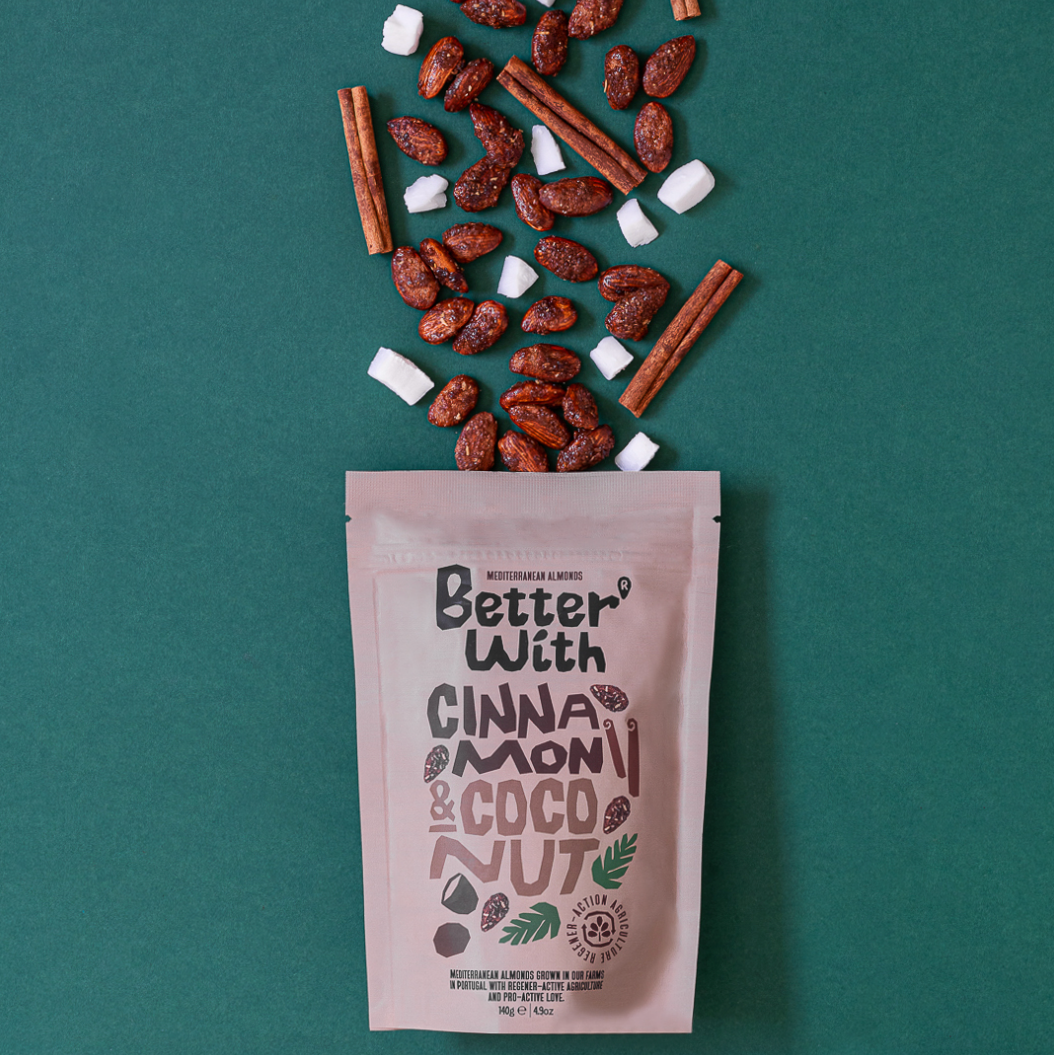 MEDITERRANEAN ALMONDS
Better®
With
CINNA
MON
& COCO
NUT
REGENER-ACTION AGRICULTURE
MEDITERRANEAN ALMONDS GROWN IN OUR FARMS
IN PORTUGAL WITH REGENER-ACTIVE AGRICULTURE
AND PRO-ACTIVE LOVE.
140g ℮ | 4.9oz